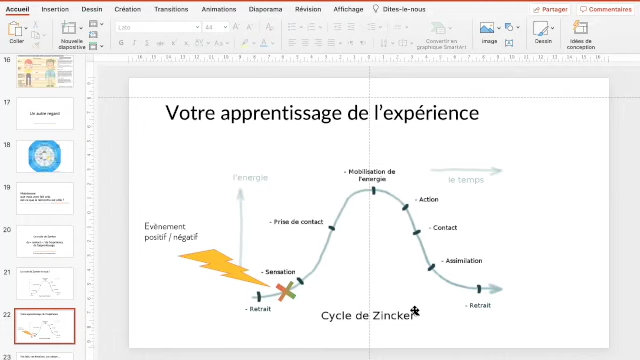 Accueil Insertion Dessin Conception Transitions Animations Diaporama Révision Affichage Dites-le-nous Partager Commentaires
Coller Nouvelle diapositive Lato 44 Convertir en graphique SmartArt Image Dessin Idées de conception
16
17
Un autre regard
18
19
20
21
22
Votre apprentissage de l'expérience
l'energie
le temps
- Mobilisation de
l'energie
- Action
- Prise de contact
- Contact
Evènement
positif / négatif
- Assimilation
- Sensation
- Retrait
- Retrait
Cycle de Zincker